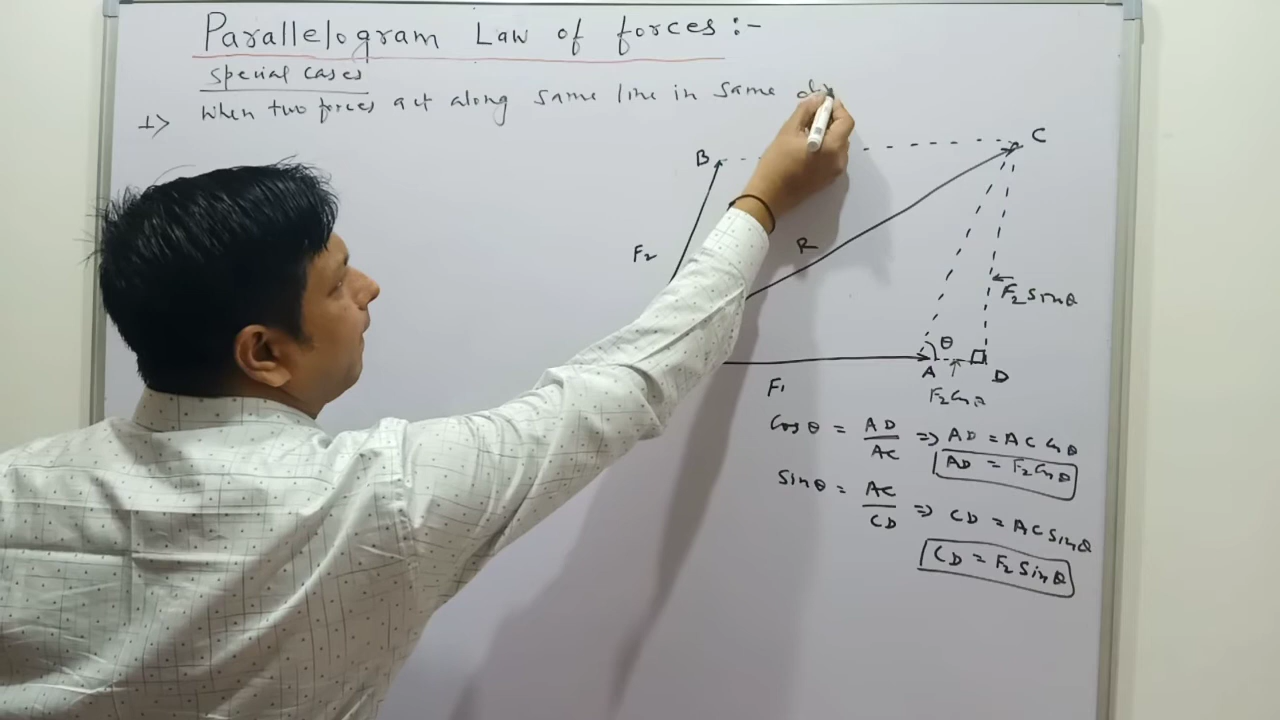 Parallelogram Law of forces :-
special cases
1> When two forces act along same line in same di
B
C
F₂
R
F₂ sinθ
θ
A
D
F₁
F₂ cosθ
Cosθ = AD/AC => AD = AC cosθ
AD = F₂ cosθ
Sinθ = AC/CD => CD = AC sinθ
CD = F₂ sinθ